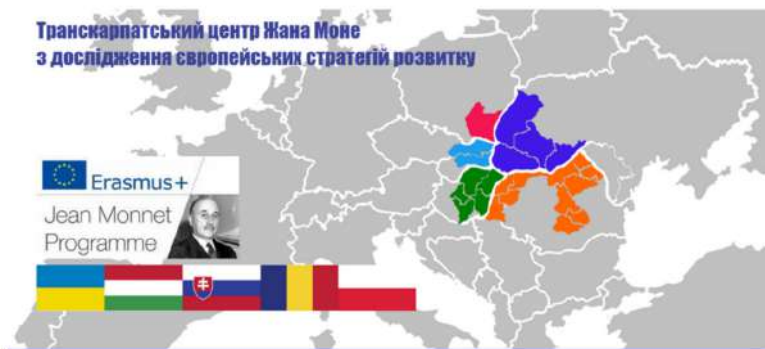 Транскарпатський центр Жана Моне
з дослідження європейських стратегій розвитку
Erasmus+
Jean Monnet
Programme